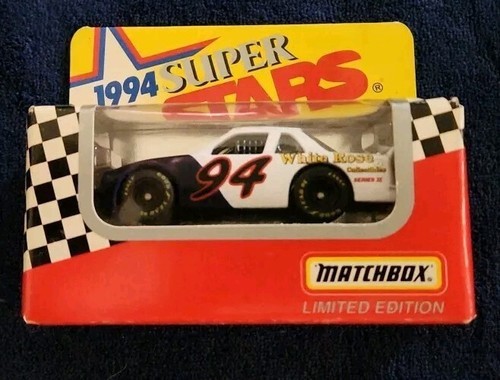 1994 SUPER
STARS®
94
White Rose
Collectibles
SERIES II
MATCHBOX®
LIMITED EDITION